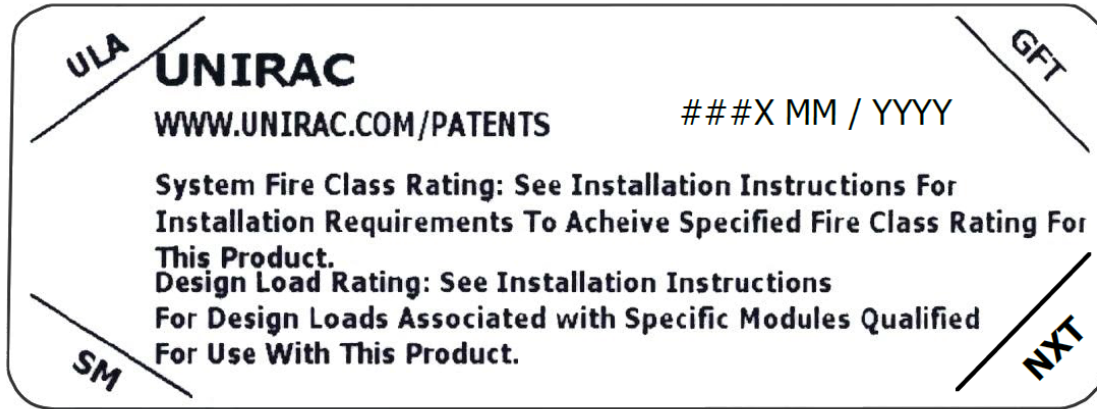 ULA
GFT
UNIRAC
WWW.UNIRAC.COM/PATENTS
###X MM / YYYY
System Fire Class Rating: See Installation Instructions For
Installation Requirements To Acheive Specified Fire Class Rating For
This Product.
Design Load Rating: See Installation Instructions
For Design Loads Associated with Specific Modules Qualified
For Use With This Product.
SM
NXT